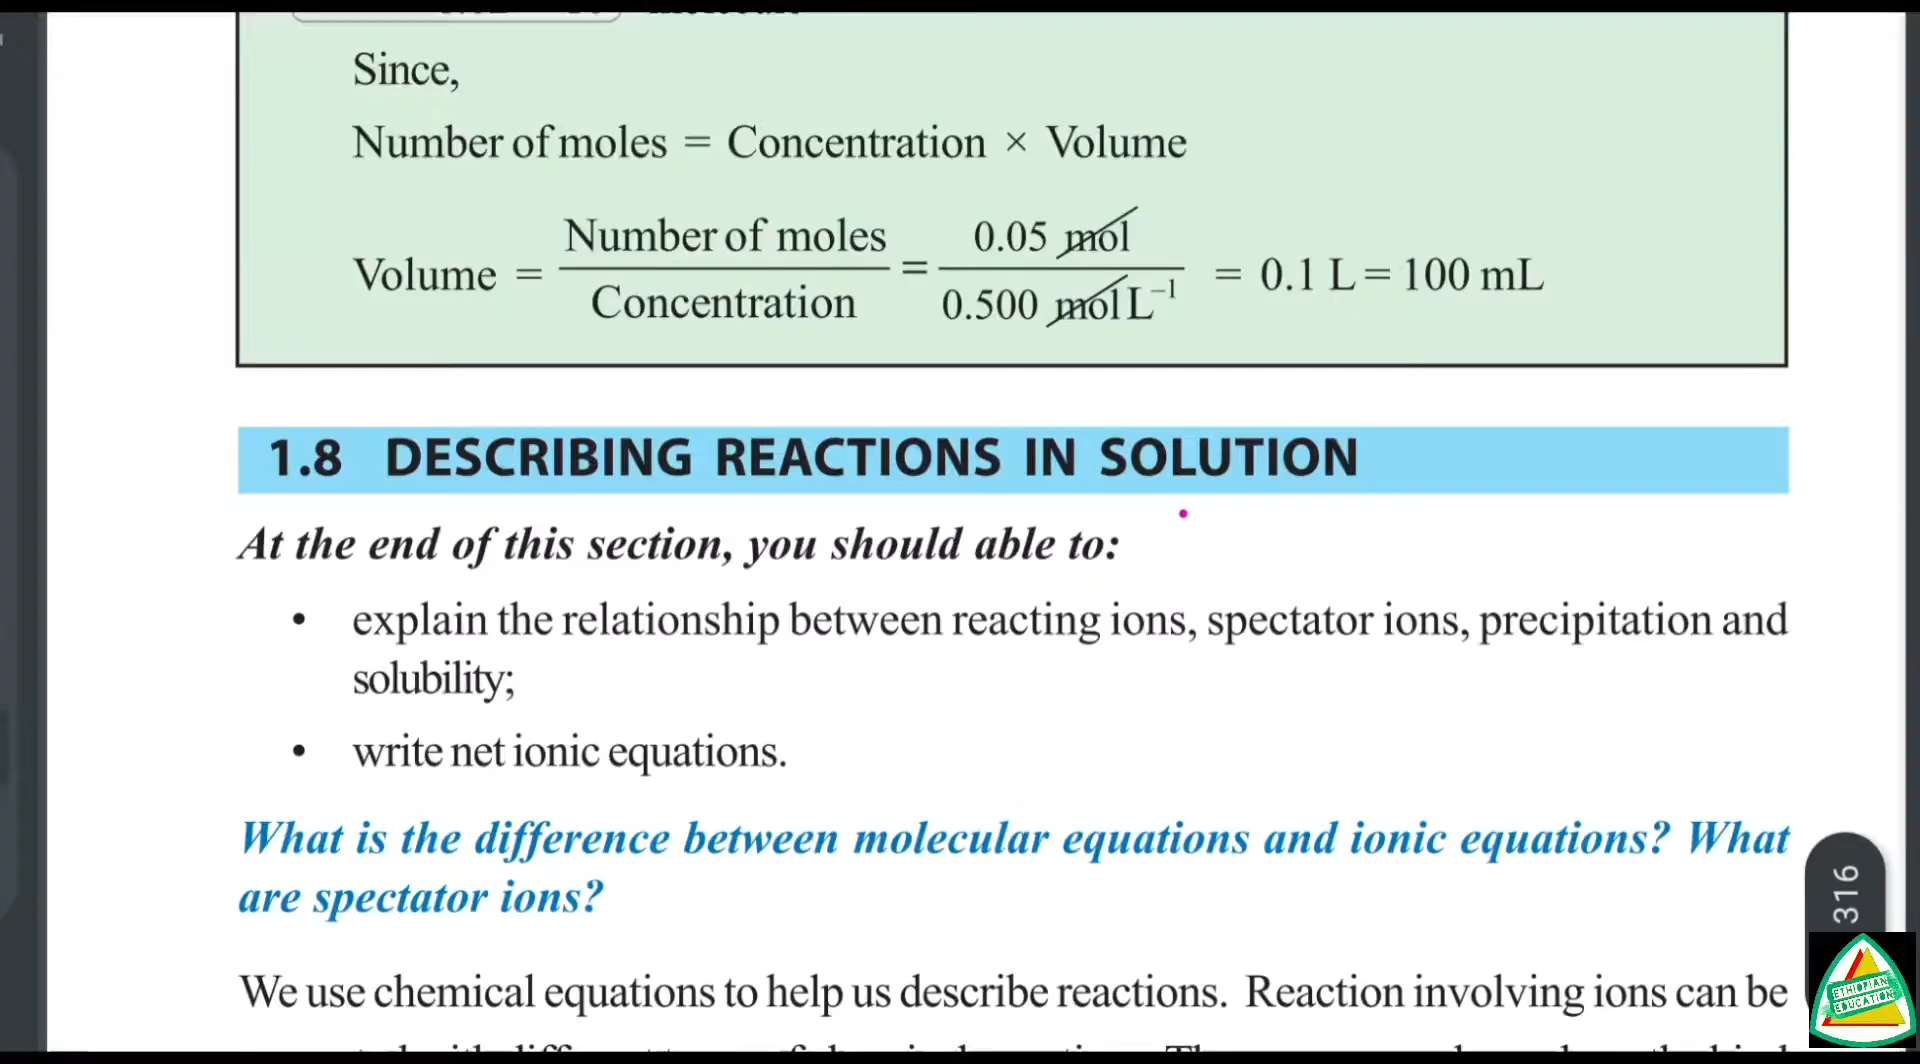 Since,
Number of moles = Concentration × Volume
Volume = Number of moles / Concentration = 0.05 mol / 0.500 mol L⁻¹ = 0.1 L = 100 mL
1.8 DESCRIBING REACTIONS IN SOLUTION
At the end of this section, you should able to:
• explain the relationship between reacting ions, spectator ions, precipitation and
solubility;
• write net ionic equations.
What is the difference between molecular equations and ionic equations? What
are spectator ions?
316
We use chemical equations to help us describe reactions. Reaction involving ions can be
ETHIOPIAN
EDUCATION